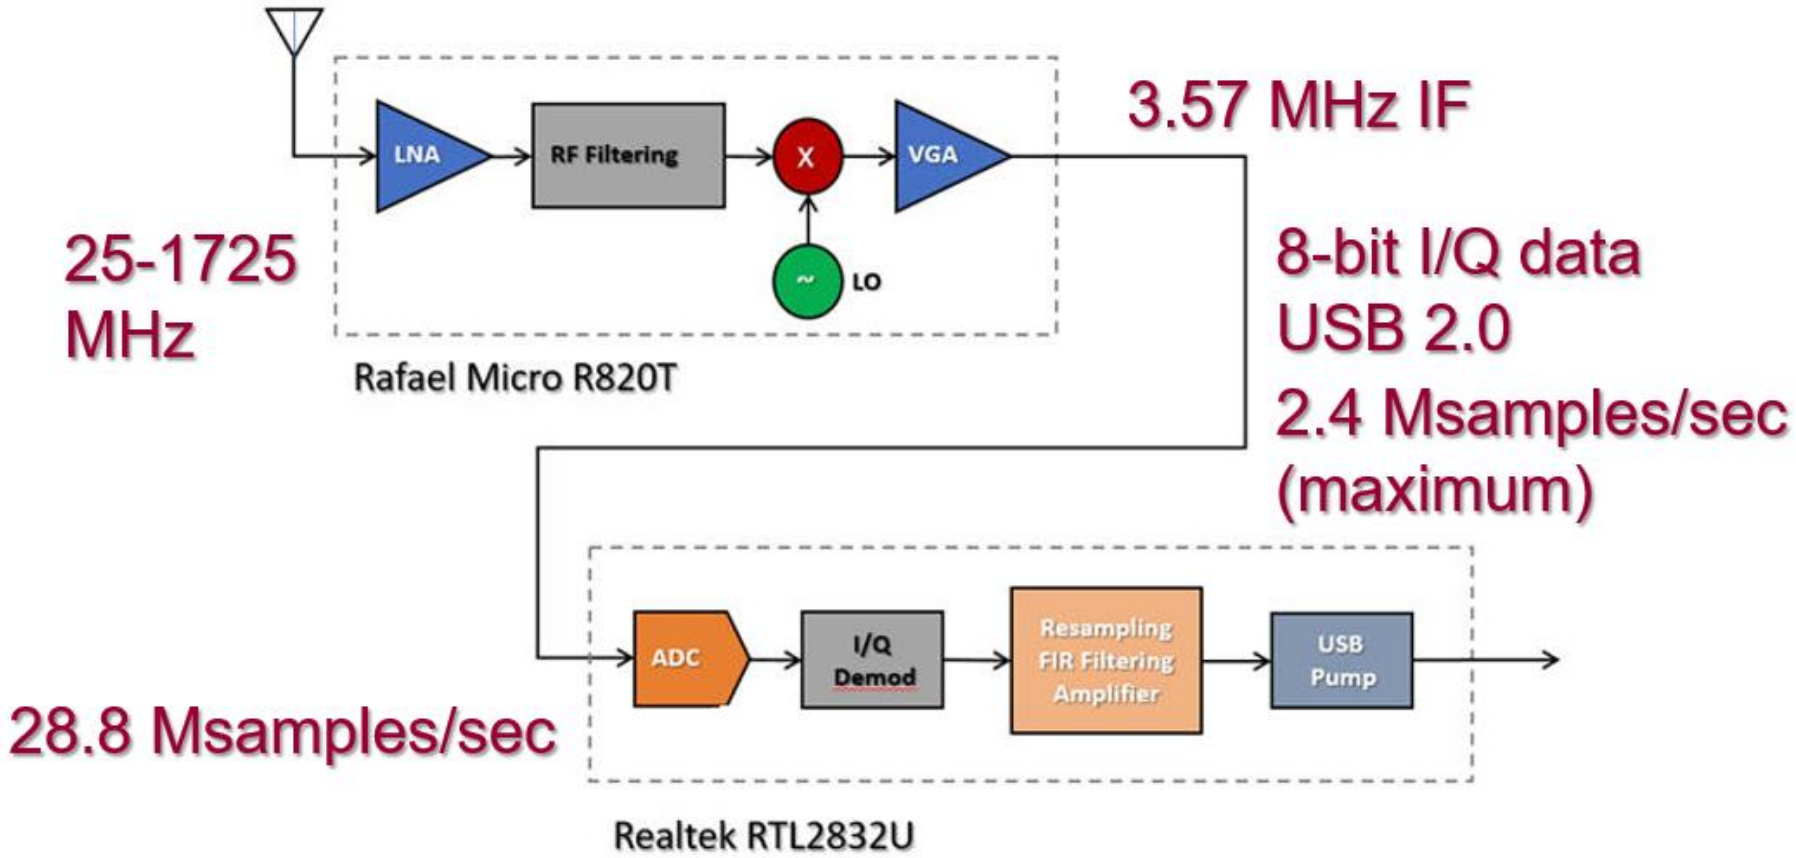 LNA
RF Filtering
X
VGA
~
LO
3.57 MHz IF
25-1725
MHz
Rafael Micro R820T
8-bit I/Q data
USB 2.0
2.4 Msamples/sec
(maximum)
ADC
I/Q
Demod
Resampling
FIR Filtering
Amplifier
USB
Pump
28.8 Msamples/sec
Realtek RTL2832U